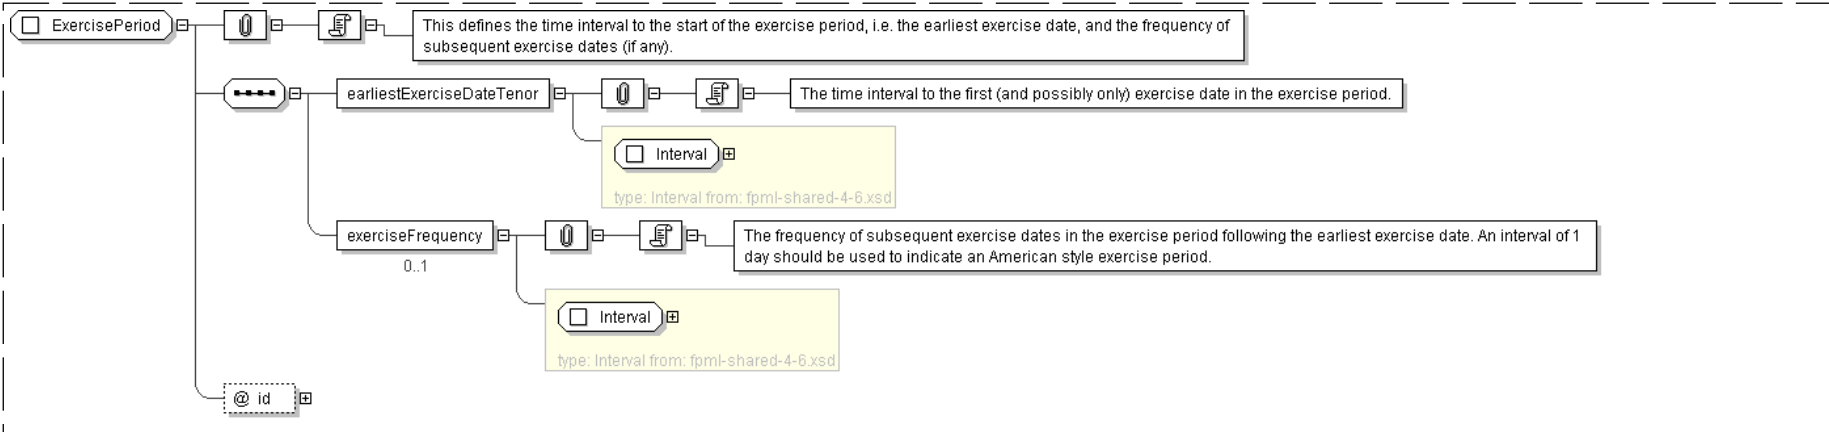 ExercisePeriod
This defines the time interval to the start of the exercise period, i.e. the earliest exercise date, and the frequency of
subsequent exercise dates (if any).
earliestExerciseDateTenor
The time interval to the first (and possibly only) exercise date in the exercise period.
Interval
type: Interval from: fpml-shared-4-6.xsd
exerciseFrequency
The frequency of subsequent exercise dates in the exercise period following the earliest exercise date. An interval of 1
day should be used to indicate an American style exercise period.
0..1
Interval
type: Interval from: fpml-shared-4-6.xsd
@ id